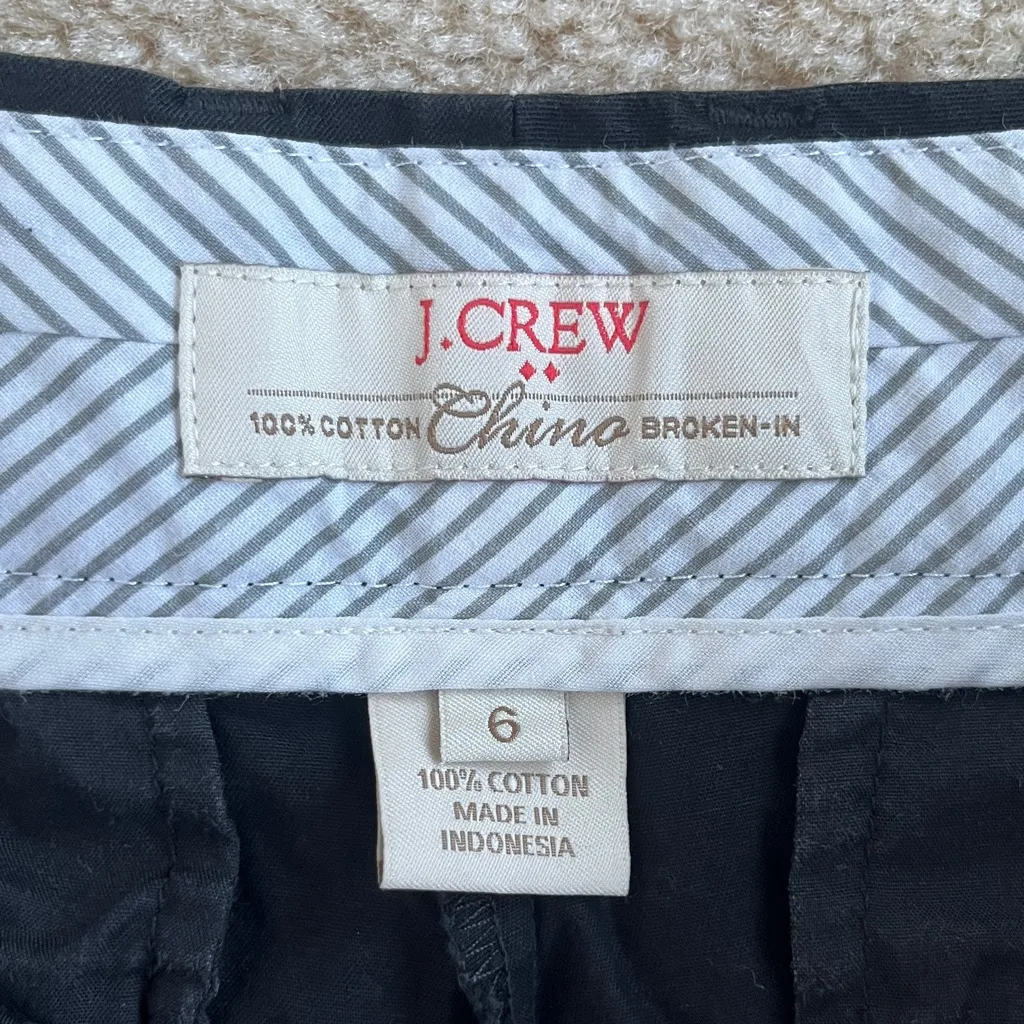 J.CREW
100% COTTON Chino BROKEN-IN
6
100% COTTON
MADE IN
INDONESIA